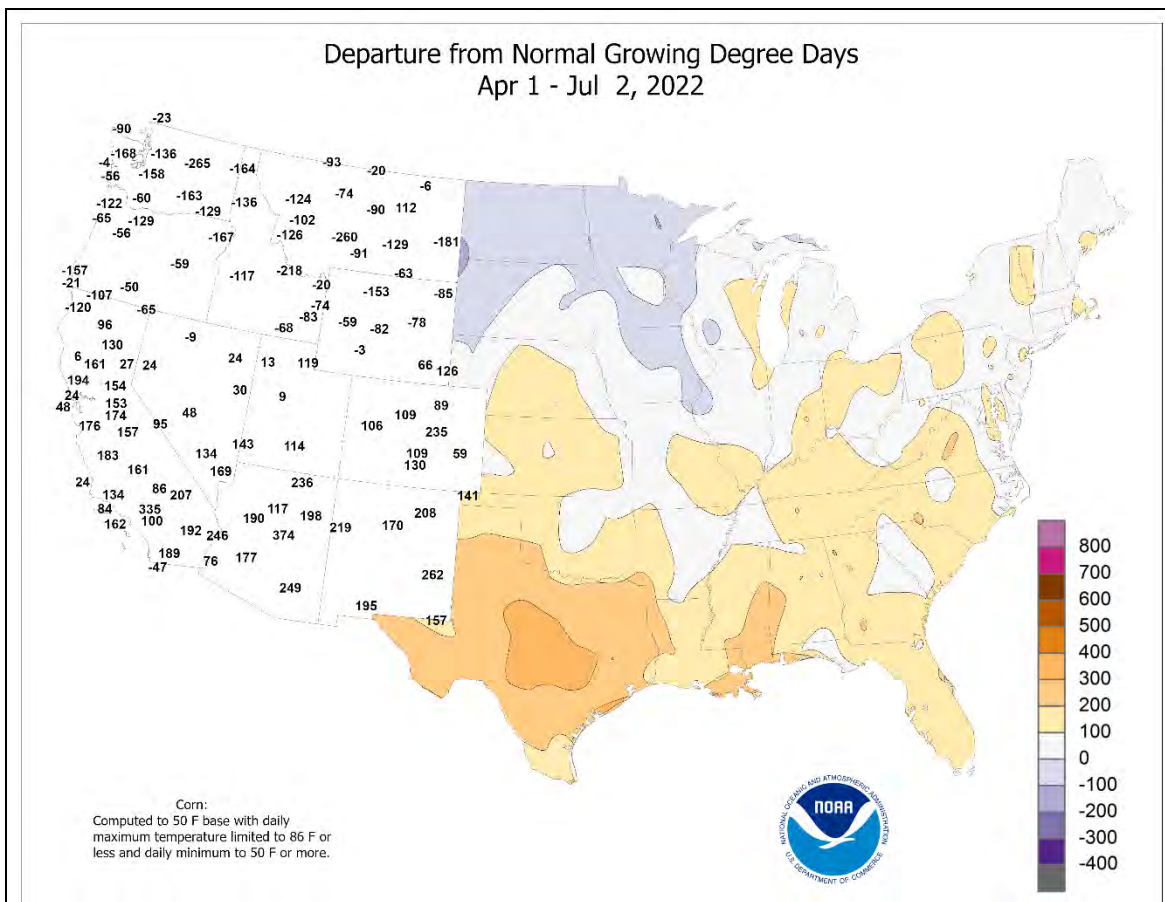 Departure from Normal Growing Degree Days
Apr 1 - Jul 2, 2022
-23
-90
-168 -136
-4 -265 -164 -93 -20
-56 -158 -6
-122 -60 -163 -136 -124 -74
-65 -129 -129 -102 -90 112
-56 -167 -126 -260 -129 -181
-91
-59 -117 -218 -63
-157
-21 -50 -20 -153 -85
-107
-120 -65 -74
-83 -59 -82 -78
96 -9 -68
130 -3
6 161 27 24 24 13 119 66 126
194 154 30 9
24 153 89
48 174 48 109
176 157 95 106 235
143 114
183 134 109 59
161 169 130
24 86 236
134 207 141
84 335 117 208
162 100 190 198 219 170
192 246 374
189 76 177
-47 262
249
195
157
800
700
600
500
400
300
200
100
0
-100
-200
-300
-400
Corn:
Computed to 50 F base with daily
maximum temperature limited to 86 F or
less and daily minimum to 50 F or more.
NATIONAL OCEANIC AND ATMOSPHERIC ADMINISTRATION
NOAA
U.S. DEPARTMENT OF COMMERCE